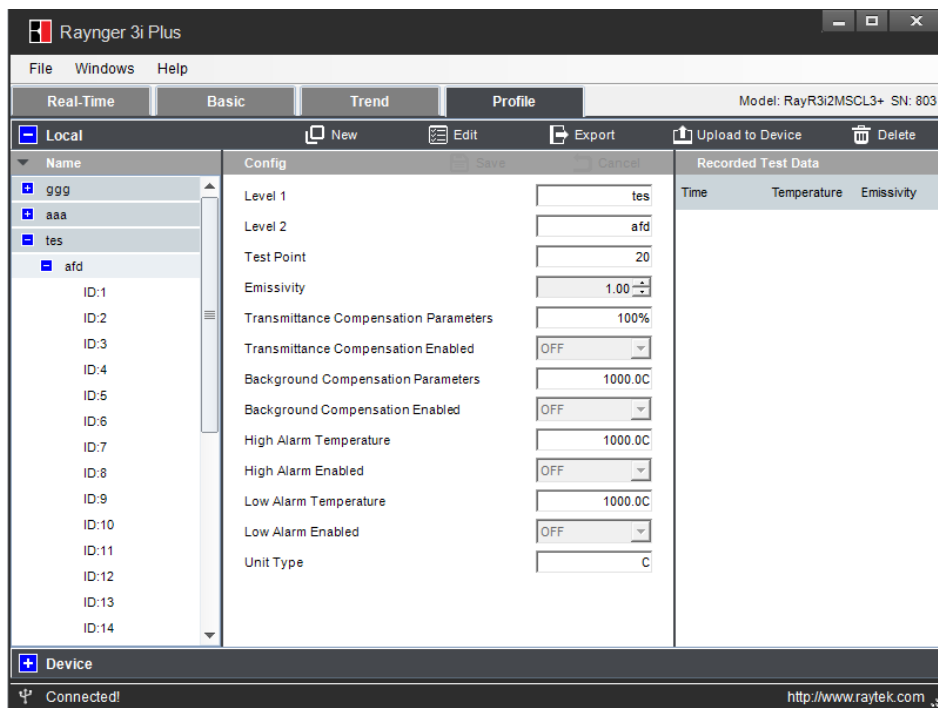 Raynger 3i Plus
File Windows Help
Real-Time Basic Trend Profile Model: RayR3i2MSCL3+ SN: 803
Local New Edit Export Upload to Device Delete
Name Config Save Cancel Recorded Test Data
ggg
aaa
tes
afd
ID:1
ID:2
ID:3
ID:4
ID:5
ID:6
ID:7
ID:8
ID:9
ID:10
ID:11
ID:12
ID:13
ID:14
Level 1 tes
Level 2 afd
Test Point 20
Emissivity 1.00
Transmittance Compensation Parameters 100%
Transmittance Compensation Enabled OFF
Background Compensation Parameters 1000.0C
Background Compensation Enabled OFF
High Alarm Temperature 1000.0C
High Alarm Enabled OFF
Low Alarm Temperature 1000.0C
Low Alarm Enabled OFF
Unit Type C
Time Temperature Emissivity
Device
Connected! http://www.raytek.com